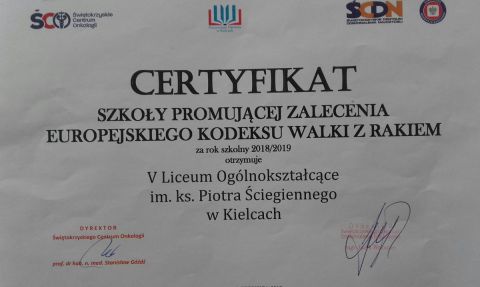 ŚCO Świętokrzyskie
Centrum
Onkologii
ŚCDN
CERTYFIKAT
SZKOŁY PROMUJĄCEJ ZALECENIA
EUROPEJSKIEGO KODEKSU WALKI Z RAKIEM
za rok szkolny 2018/2019
otrzymuje
V Liceum Ogólnokształcące
im. ks. Piotra Ściegiennego
w Kielcach
DYREKTOR
Świętokrzyskiego Centrum Onkologii
prof. dr hab. n. med. Stanisław Góźdź